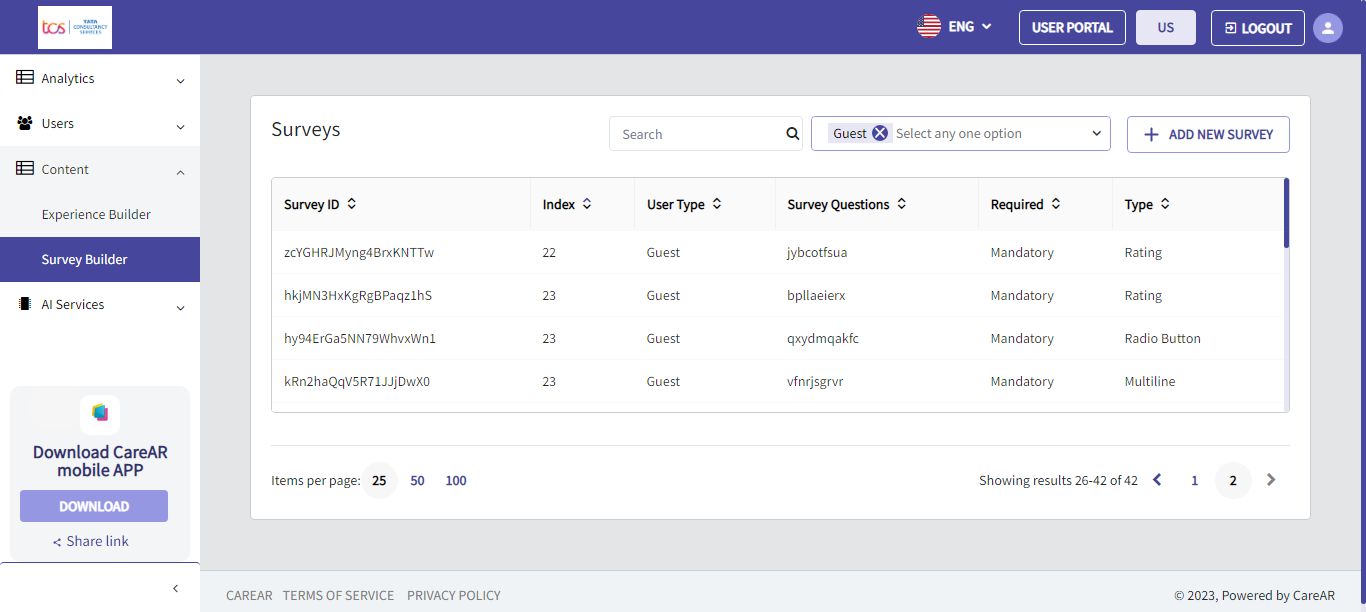 tcs TATA CONSULTANCY SERVICES
ENG
USER PORTAL
US
LOGOUT
Analytics
Users
Content
Experience Builder
Survey Builder
AI Services
Download CareAR
mobile APP
DOWNLOAD
Share link
Surveys
Search
Guest Select any one option
ADD NEW SURVEY
Survey ID Index User Type Survey Questions Required Type
zcYGHRJMyng4BrxKNTTw 22 Guest jybcotfsua Mandatory Rating
hkjMN3HxKgRgBPaqz1hS 23 Guest bpllaeierx Mandatory Rating
hy94ErGa5NN79WhvxWn1 23 Guest qxydmqakfc Mandatory Radio Button
kRn2haQqV5R71JJjDwX0 23 Guest vfnrjsgrvr Mandatory Multiline
Items per page: 25 50 100
Showing results 26-42 of 42 1 2
CAREAR TERMS OF SERVICE PRIVACY POLICY
© 2023, Powered by CareAR